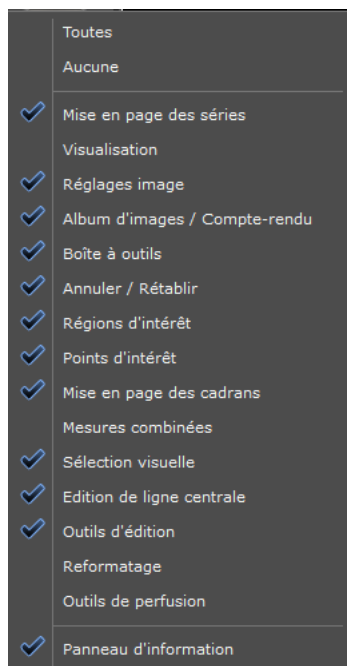 Toutes
Aucune
Mise en page des séries
Visualisation
Réglages image
Album d'images / Compte-rendu
Boîte à outils
Annuler / Rétablir
Régions d'intérêt
Points d'intérêt
Mise en page des cadrans
Mesures combinées
Sélection visuelle
Edition de ligne centrale
Outils d'édition
Reformatage
Outils de perfusion
Panneau d'information